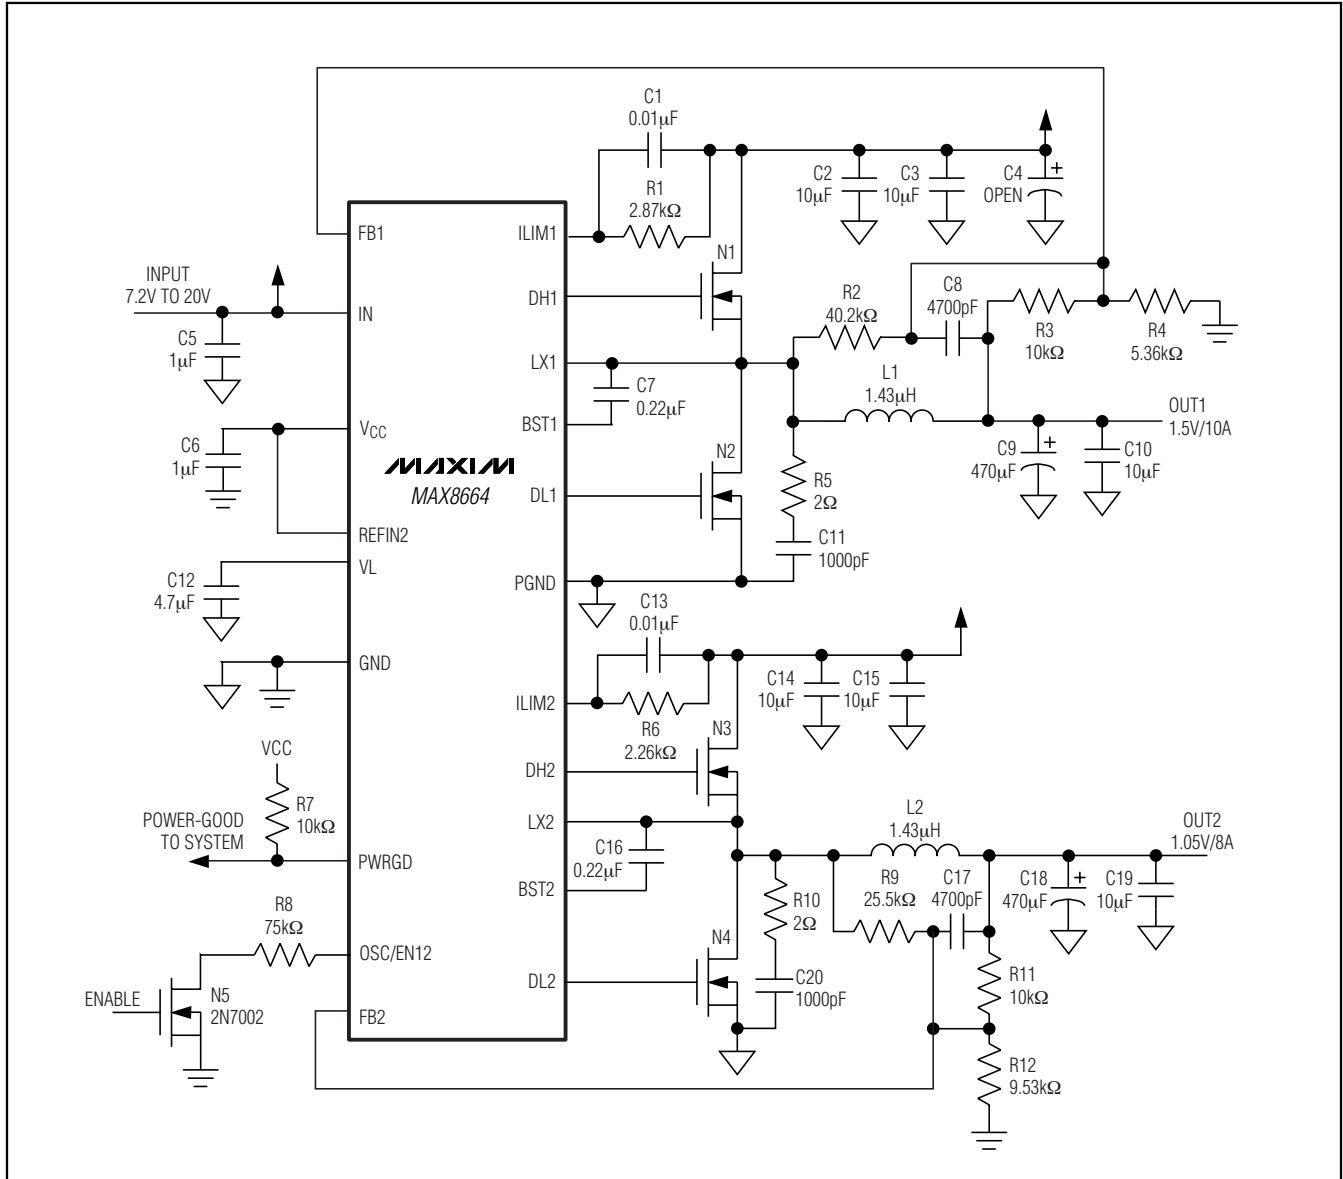 C1
0.01µF
R1
2.87kΩ
C2
10µF
C3
10µF
C4
OPEN
+
FB1
ILIM1
N1
INPUT
7.2V TO 20V
IN
DH1
C5
1µF
R2
40.2kΩ
C8
4700pF
R3
10kΩ
R4
5.36kΩ
LX1
C7
0.22µF
BST1
L1
1.43µH
OUT1
1.5V/10A
C6
1µF
VCC
MAXIM
MAX8664
N2
DL1
R5
2Ω
C9
470µF
+
C10
10µF
REFIN2
VL
C11
1000pF
C12
4.7µF
PGND
C13
0.01µF
GND
ILIM2
R6
2.26kΩ
C14
10µF
C15
10µF
N3
VCC
R7
10kΩ
DH2
POWER-GOOD
TO SYSTEM
PWRGD
LX2
C16
0.22µF
BST2
L2
1.43µH
OUT2
1.05V/8A
R9
25.5kΩ
C17
4700pF
C18
470µF
+
C19
10µF
R10
2Ω
R8
75kΩ
OSC/EN12
N4
DL2
C20
1000pF
R11
10kΩ
ENABLE
N5
2N7002
FB2
R12
9.53kΩ